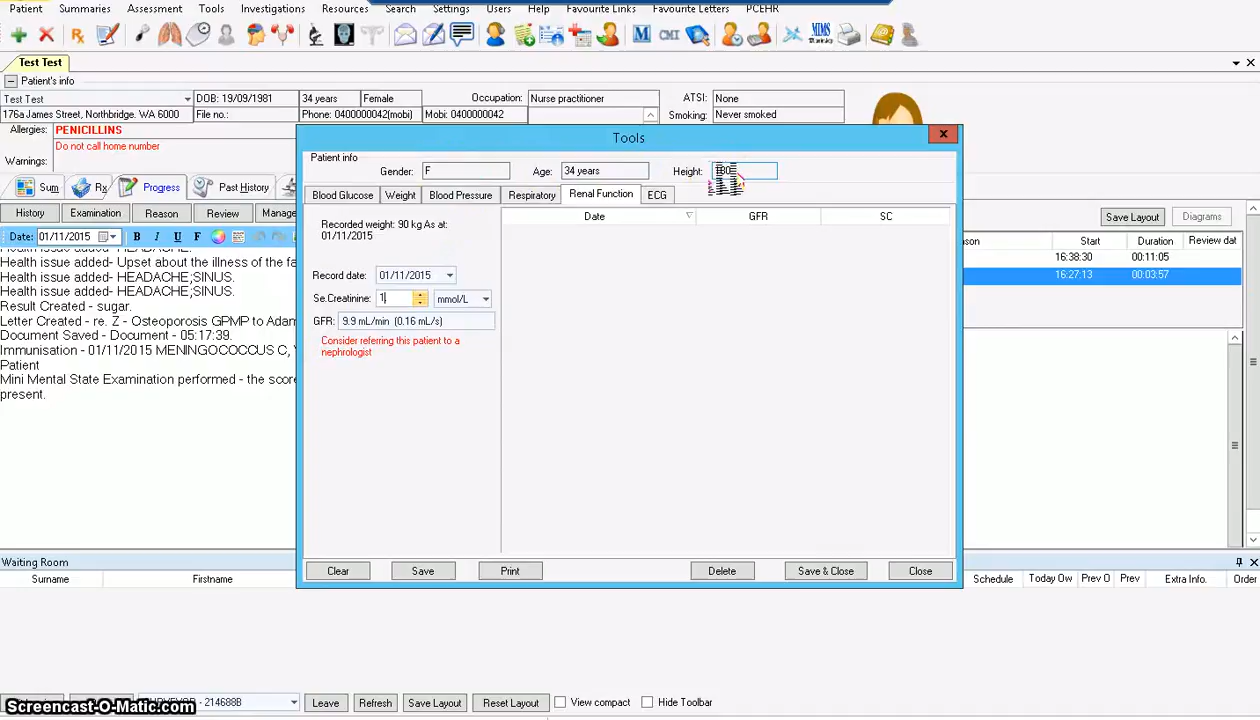 Patient Summaries Assessment Tools Investigations Resources Search Settings Users Help Favourite Links Favourite Letters PCEHR
Rx M CMI MIMS
Test Test
Patient's info
Test Test DOB: 19/09/1981 34 years Female Occupation: Nurse practitioner ATSI: None
176a James Street, Northbridge. WA 6000 File no.: Phone: 0400000042(mobi) Mobi: 0400000042 Smoking: Never smoked
Allergies: PENICILLINS
Do not call home number
Warnings:
Sum Rx Progress Past History
History Examination Reason Review Manage
Save Layout Diagrams
Date: 01/11/2015 B I U F
ason Start Duration Review dat
16:38:30 00:11:05
16:27:13 00:03:57
Health issue added- HEADACHE.
Health issue added- Upset about the illness of the fa
Health issue added- HEADACHE;SINUS.
Health issue added- HEADACHE;SINUS.
Result Created - sugar.
Letter Created - re. Z - Osteoporosis GPMP to Adam
Document Saved - Document - 05:17:39.
Immunisation - 01/11/2015 MENINGOCOCCUS C,
Patient
Mini Mental State Examination performed - the score
present.
Tools
Patient info
Gender: F Age: 34 years Height:
Blood Glucose Weight Blood Pressure Respiratory Renal Function ECG
Recorded weight: 90 kg As at:
01/11/2015
Date GFR SC
Record date: 01/11/2015
Se.Creatinine: 1 mmol/L
GFR: 9.9 mL/min (0.16 mL/s)
Consider referring this patient to a
nephrologist
Clear Save Print Delete Save & Close Close
Waiting Room
Surname Firstname Schedule Today Ow Prev O Prev Extra Info. Order
- 214688B Leave Refresh Save Layout Reset Layout View compact Hide Toolbar
Screencast-O-Matic.com